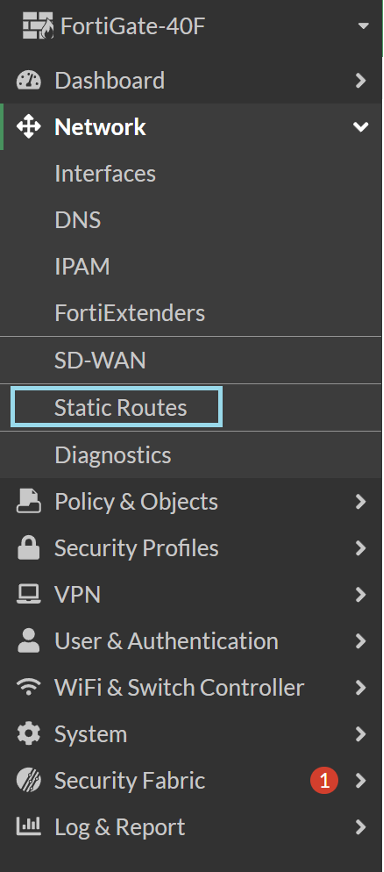 FortiGate-40F
Dashboard
Network
Interfaces
DNS
IPAM
FortiExtenders
SD-WAN
Static Routes
Diagnostics
Policy & Objects
Security Profiles
VPN
User & Authentication
WiFi & Switch Controller
System
Security Fabric 1
Log & Report